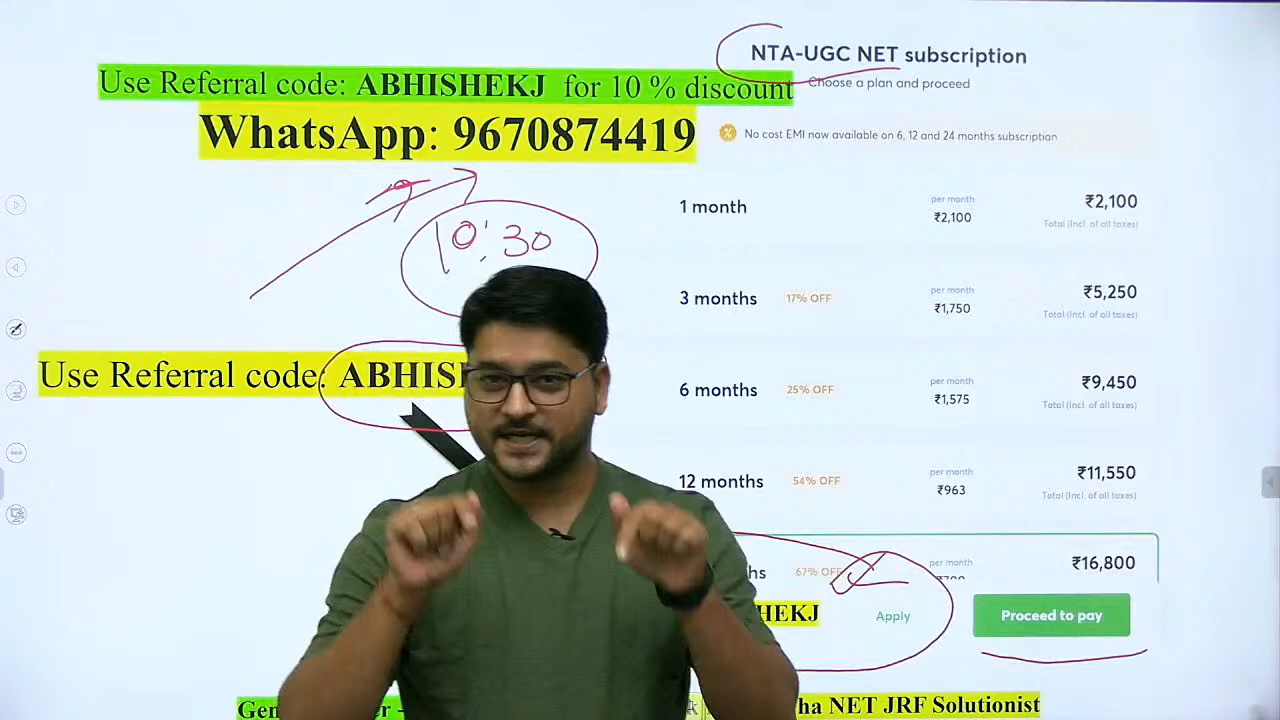 NTA-UGC NET subscription
Choose a plan and proceed
Use Referral code: ABHISHEKJ for 10 % discount
WhatsApp: 9670874419
No cost EMI now available on 6, 12 and 24 months subscription
10:30
1 month per month ₹2,100 ₹2,100 Total (Incl. of all taxes)
3 months 17% OFF per month ₹1,750 ₹5,250 Total (Incl. of all taxes)
Use Referral code: ABHISH
6 months 25% OFF per month ₹1,575 ₹9,450 Total (Incl. of all taxes)
12 months 54% OFF per month ₹963 ₹11,550 Total (Incl. of all taxes)
hs 67% OFF per month ₹16,800
HEKJ Apply Proceed to pay
Gen ha NET JRF Solutionist